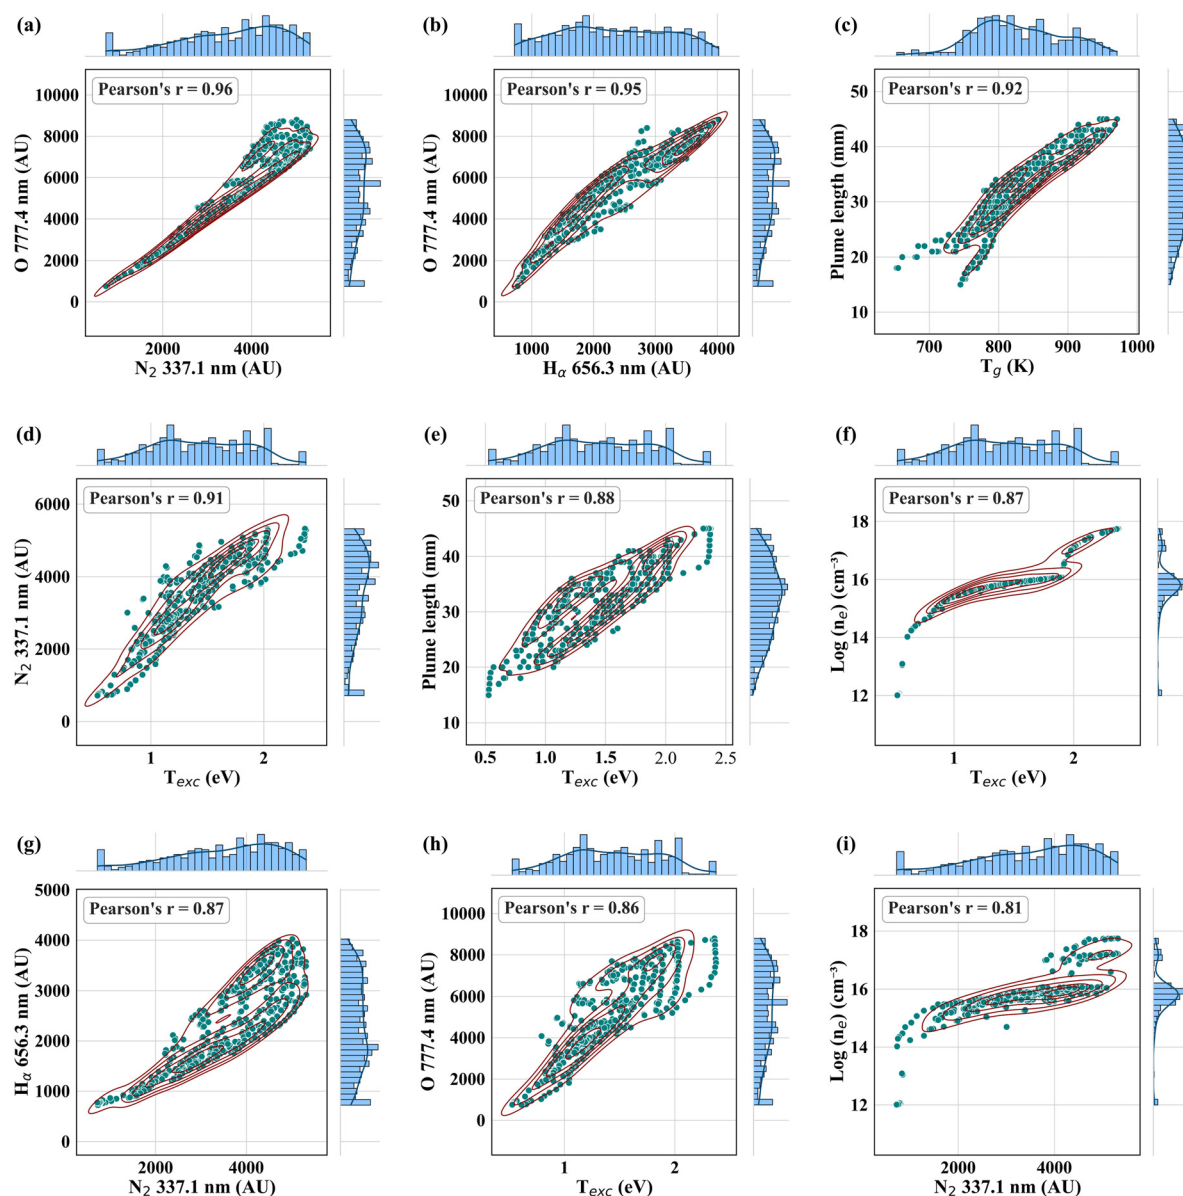 (a)
Pearson's r = 0.96
O 777.4 nm (AU)
10000
8000
6000
4000
2000
0
2000 4000
N₂ 337.1 nm (AU)
(b)
Pearson's r = 0.95
O 777.4 nm (AU)
10000
8000
6000
4000
2000
0
1000 2000 3000 4000
Hα 656.3 nm (AU)
(c)
Pearson's r = 0.92
Plume length (mm)
50
40
30
20
10
700 800 900 1000
T_g (K)
(d)
Pearson's r = 0.91
N₂ 337.1 nm (AU)
6000
4000
2000
0
1 2
T_exc (eV)
(e)
Pearson's r = 0.88
Plume length (mm)
50
40
30
20
10
0.5 1.0 1.5 2.0 2.5
T_exc (eV)
(f)
Pearson's r = 0.87
Log (n_e) (cm⁻³)
18
16
14
12
1 2
T_exc (eV)
(g)
Pearson's r = 0.87
Hα 656.3 nm (AU)
5000
4000
3000
2000
1000
0
2000 4000
N₂ 337.1 nm (AU)
(h)
Pearson's r = 0.86
O 777.4 nm (AU)
10000
8000
6000
4000
2000
0
1 2
T_exc (eV)
(i)
Pearson's r = 0.81
Log (n_e) (cm⁻³)
18
16
14
12
2000 4000
N₂ 337.1 nm (AU)